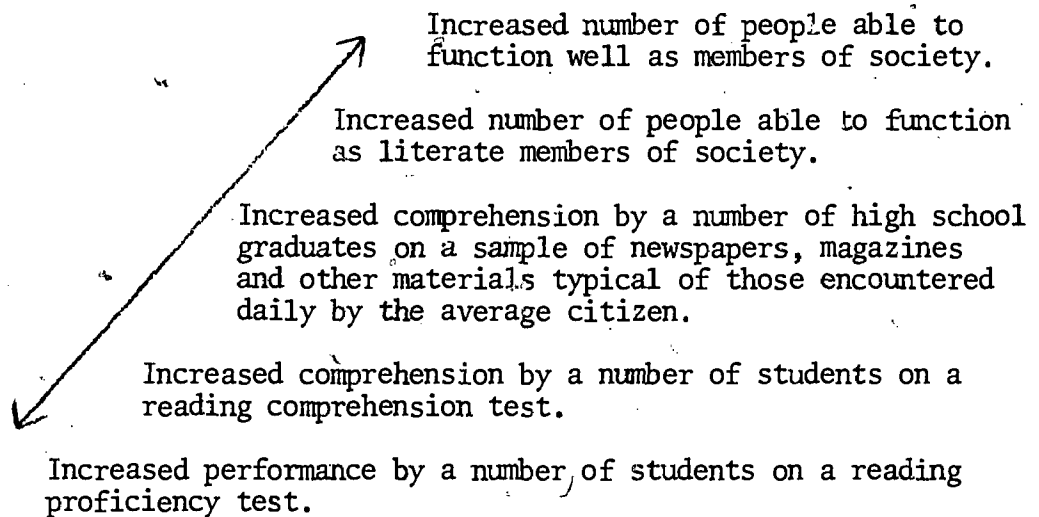 Increased number of people able to
function well as members of society.
Increased number of people able to function
as literate members of society.
Increased comprehension by a number of high school
graduates on a sample of newspapers, magazines
and other materials typical of those encountered
daily by the average citizen.
Increased comprehension by a number of students on a
reading comprehension test.
Increased performance by a number of students on a reading
proficiency test.